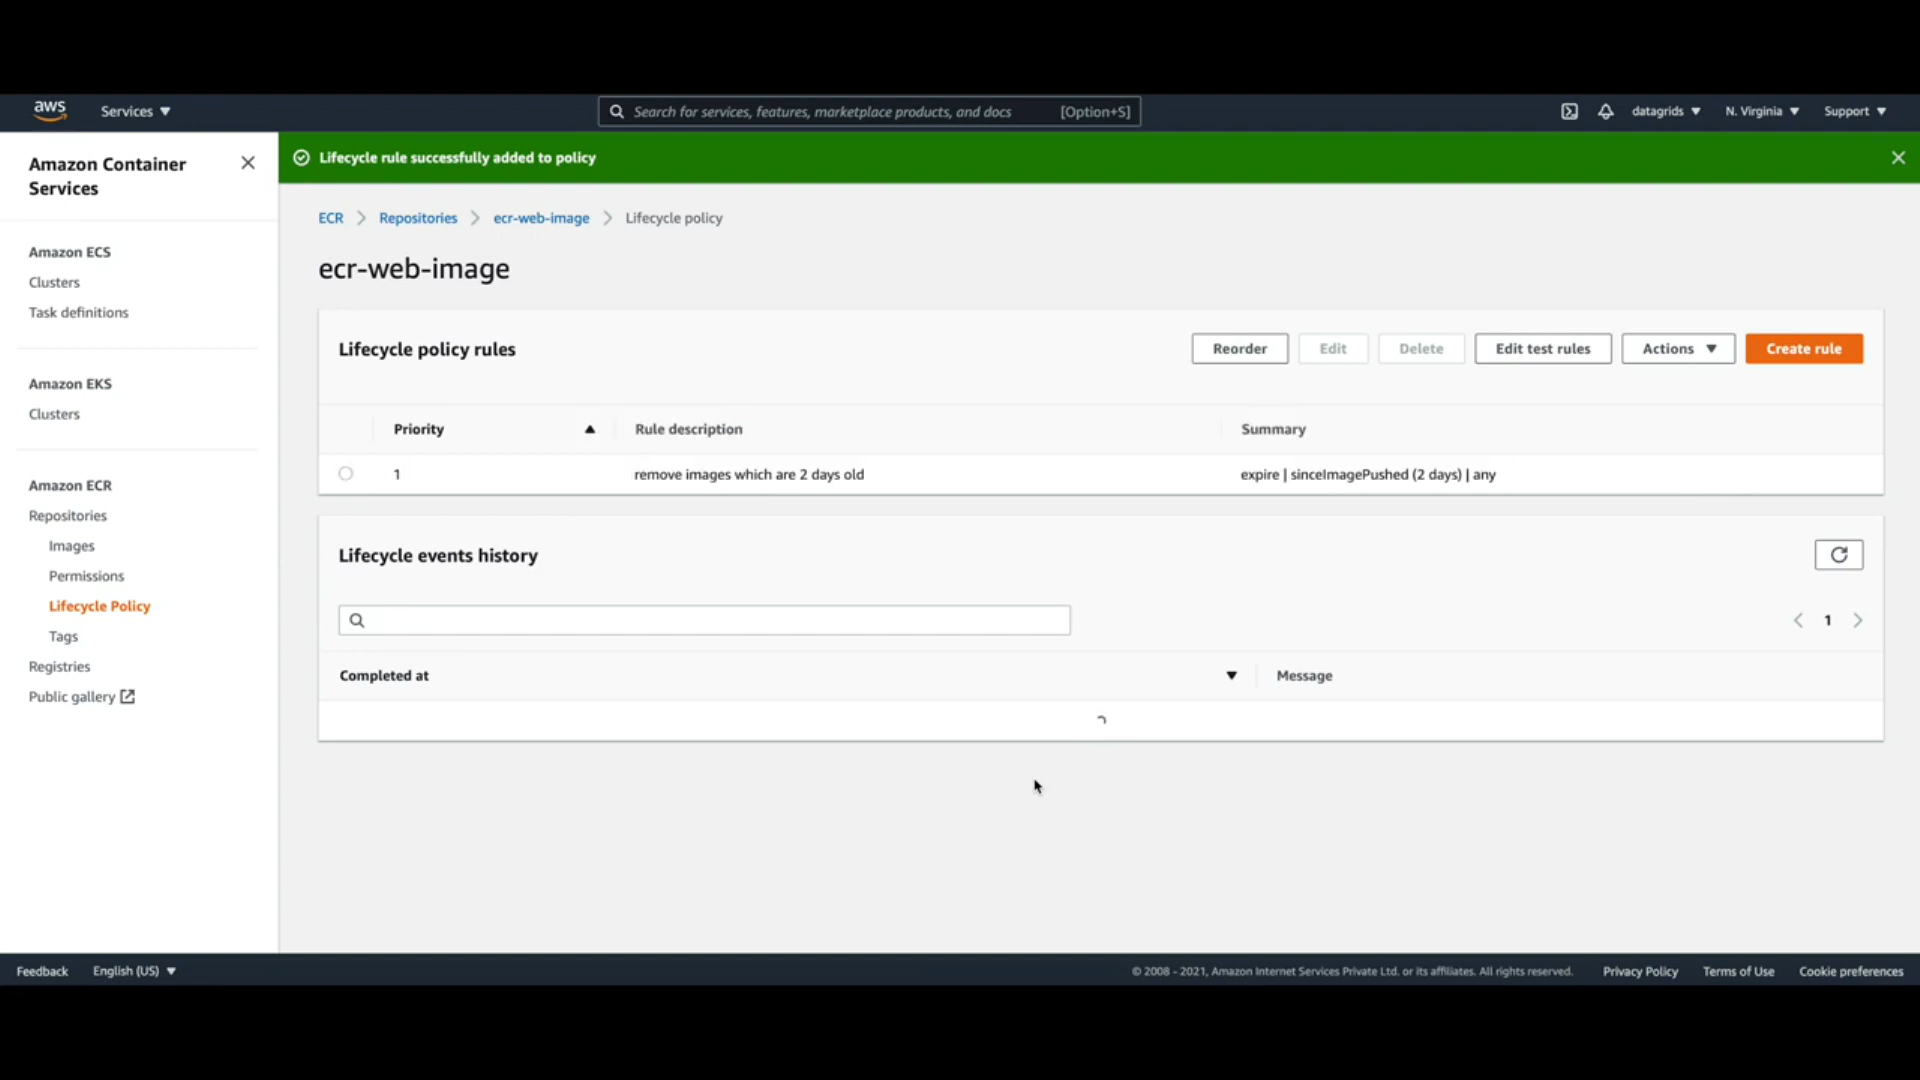 aws Services Search for services, features, marketplace products, and docs [Option+S] datagrids N. Virginia Support
Amazon Container
Services
Lifecycle rule successfully added to policy
ECR Repositories ecr-web-image Lifecycle policy
ecr-web-image
Amazon ECS
Clusters
Task definitions
Amazon EKS
Clusters
Amazon ECR
Repositories
Images
Permissions
Lifecycle Policy
Tags
Registries
Public gallery
Lifecycle policy rules Reorder Edit Delete Edit test rules Actions Create rule
Priority Rule description Summary
1 remove images which are 2 days old expire | sinceImagePushed (2 days) | any
Lifecycle events history
1
Completed at Message
Feedback English (US) © 2008 - 2021, Amazon Internet Services Private Ltd. or its affiliates. All rights reserved. Privacy Policy Terms of Use Cookie preferences